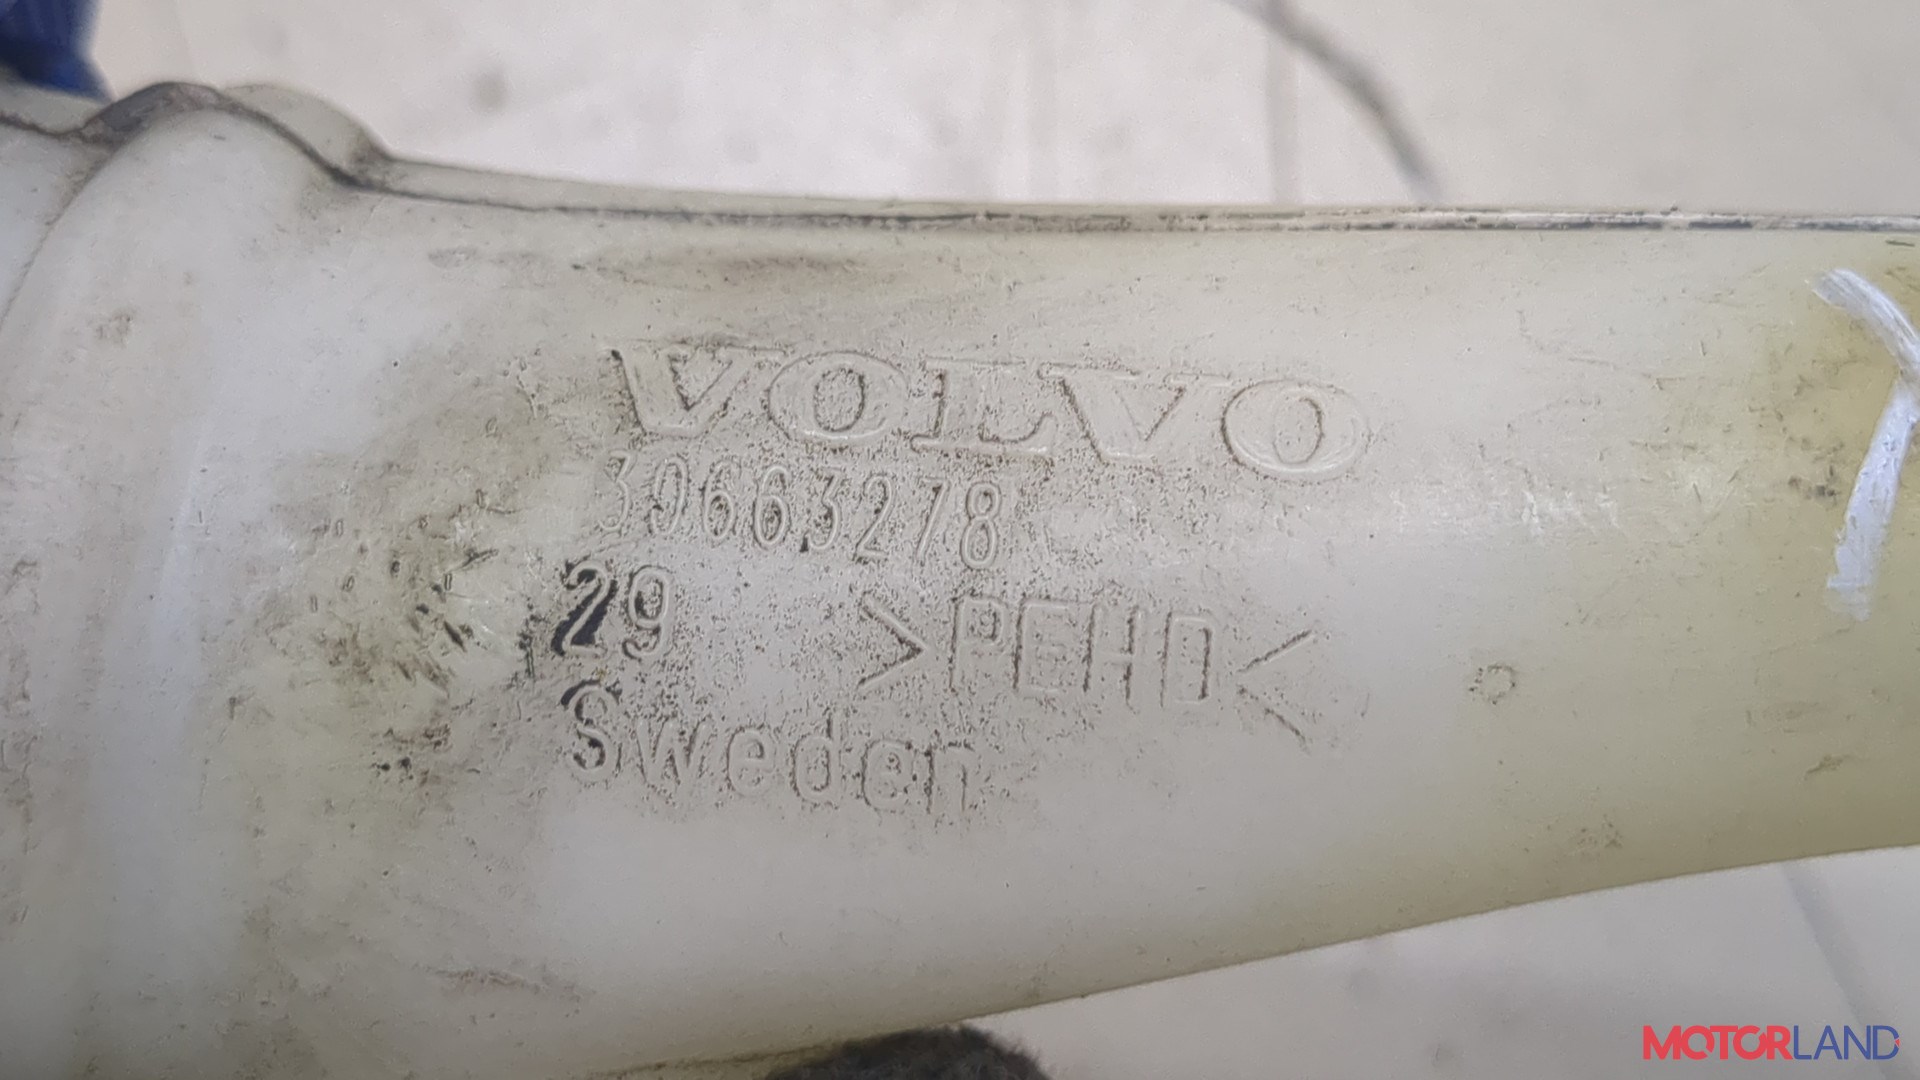 VOLVO
30663278
29 >PEHD<
Sweden
MOTORLAND